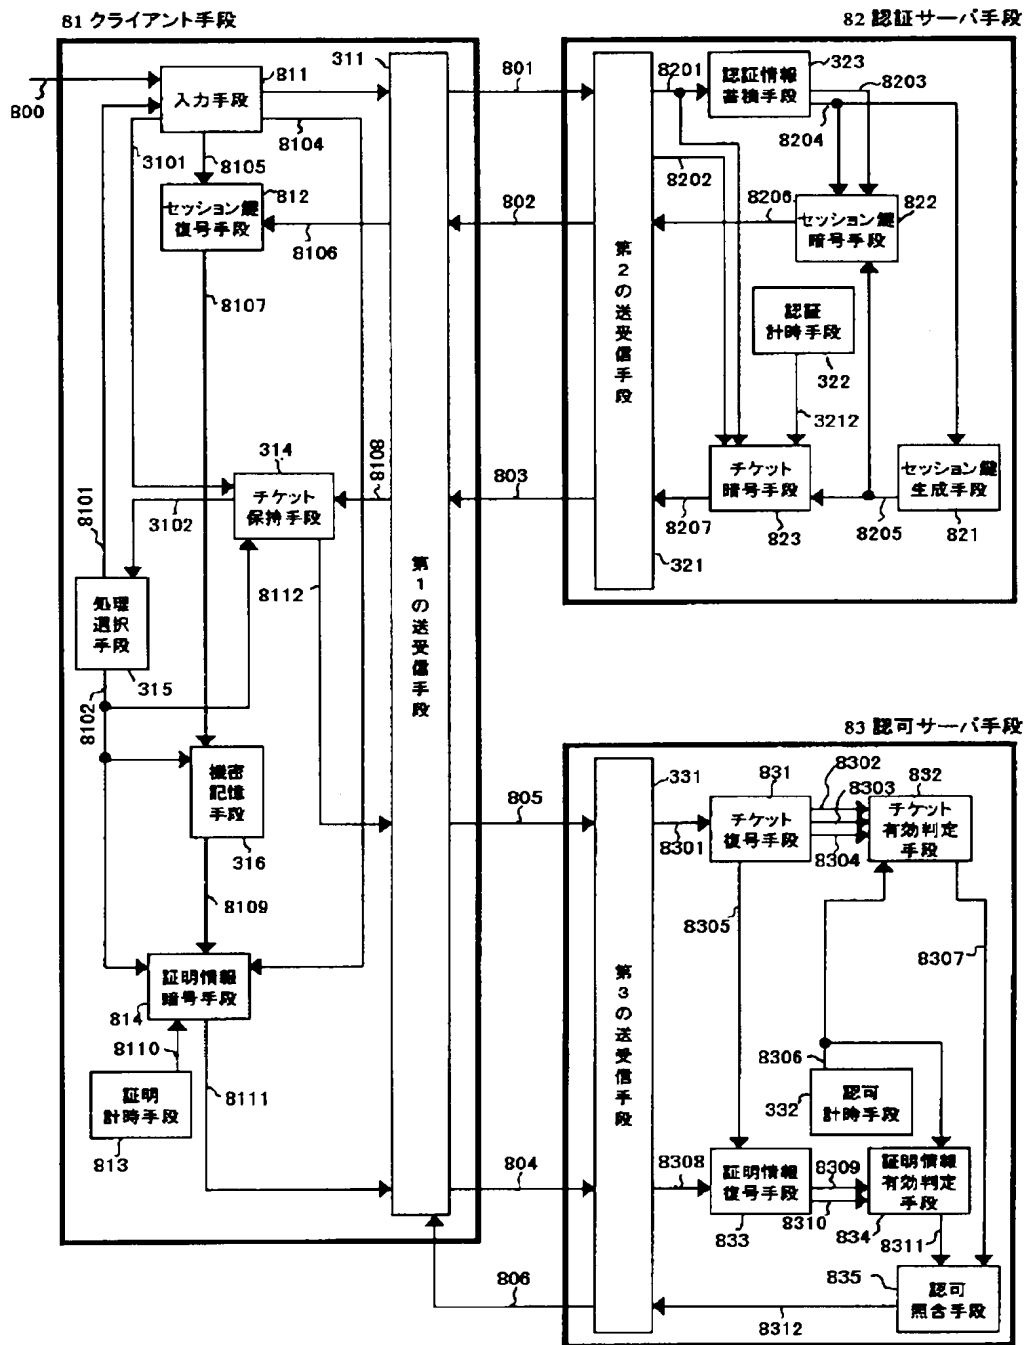 81 クライアント手段
82 認証サーバ手段
800
811
入力手段
8104
3101
8105
812
セッション鍵
復号手段
8106
8107
311
801
802
803
8108
314
チケット
保持手段
3102
8101
8112
処理
選択
手段
315
8102
機密
記憶
手段
316
8109
証明情報
暗号手段
814
8110
証明
計時手段
813
8111
第1の送受信手段
8201
323
認証情報
蓄積手段
8203
8204
8202
8206
セッション鍵
暗号手段
822
認証
計時手段
322
3212
チケット
暗号手段
823
8207
8205
セッション鍵
生成手段
821
321
第2の送受信手段
83 認可サーバ手段
805
804
806
331
第3の送受信手段
831
8302
8303
832
8301
チケット
復号手段
8304
チケット
有効判定
手段
8305
8307
8306
332
認可
計時手段
8308
証明情報
復号手段
833
8309
8310
証明情報
有効判定
手段
834
8311
835
認可
照合手段
8312